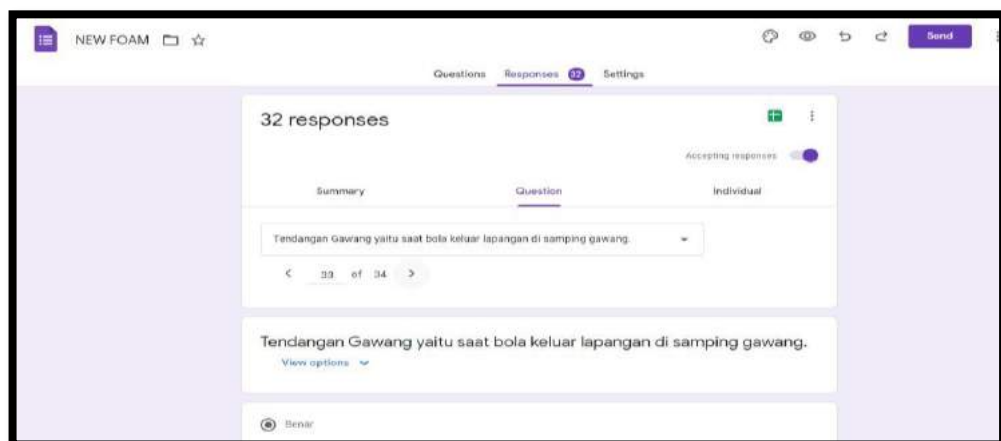 NEW FOAM
Send
Questions Responses 32 Settings
32 responses
Accepting responses
Summary Question Individual
Tendangan Gawang yaitu saat bola keluar lapangan di samping gawang.
33 of 34
Tendangan Gawang yaitu saat bola keluar lapangan di samping gawang.
View options
Benar